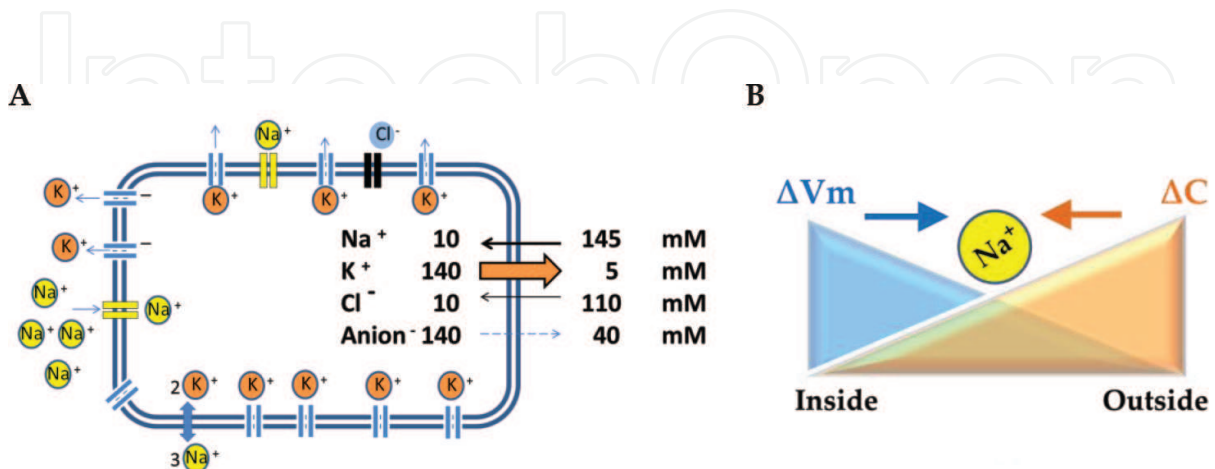 IntechOpen
A
B
Na+
Cl-
K+ -
K+
K+
K+
K+ -
Na+
Na+
Na+ Na+
Na+
Na+ 10 145 mM
K+ 140 5 mM
Cl- 10 110 mM
Anion- 140 40 mM
2 K+
K+
K+
K+
K+
3 Na+
ΔVm
ΔC
Na+
Inside
Outside